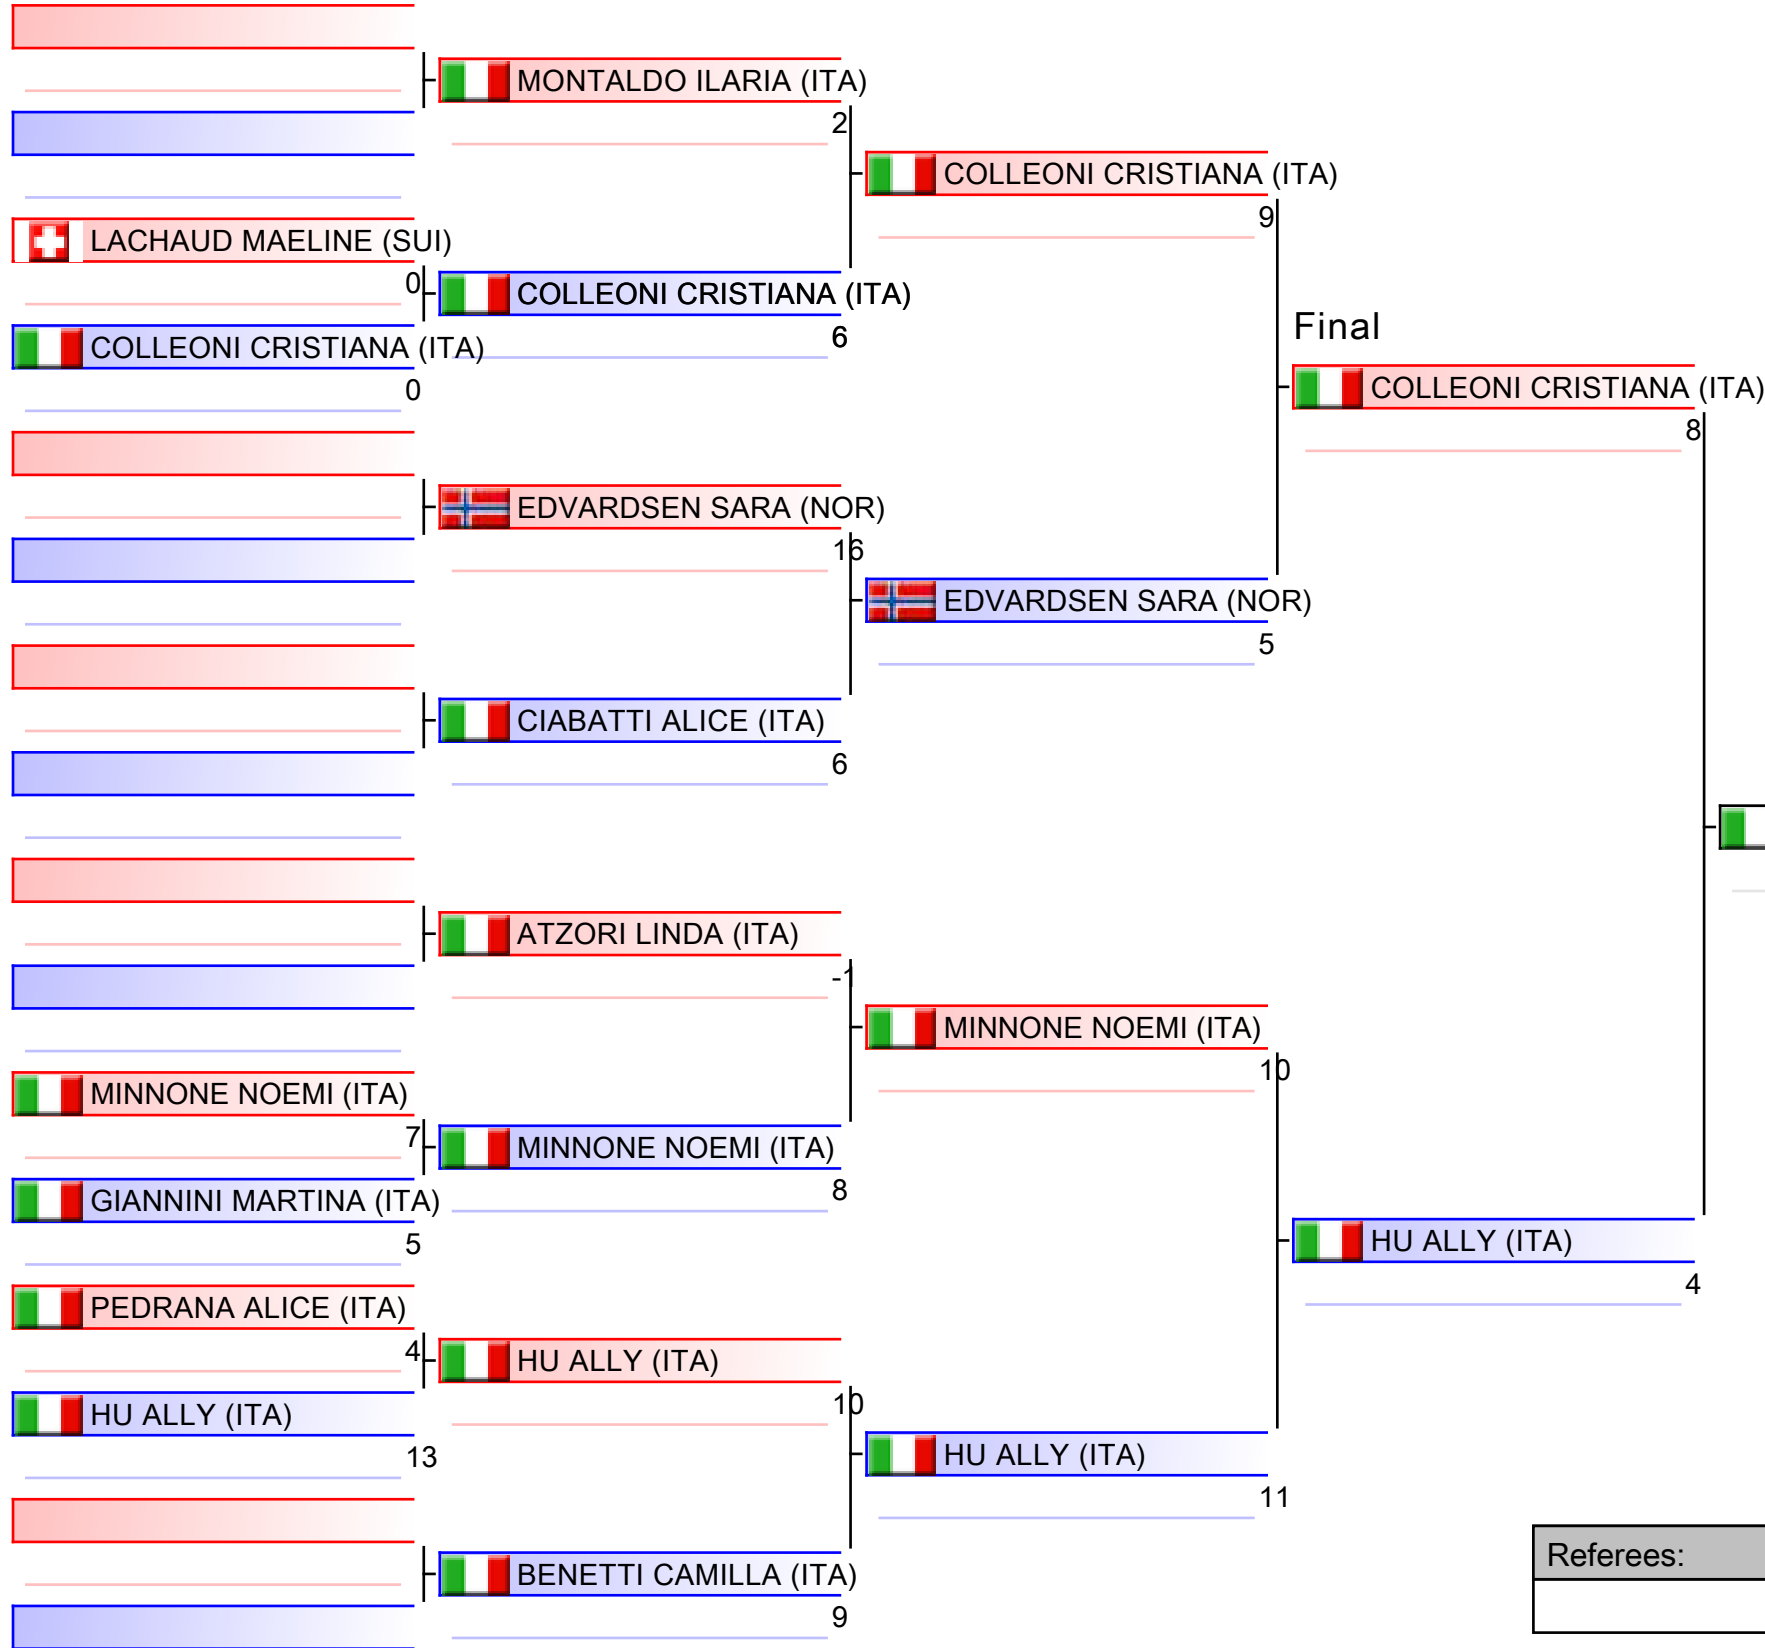 MONTALDO ILARIA (ITA)
2
COLLEONI CRISTIANA (ITA)
9
LACHAUD MAELINE (SUI)
0
COLLEONI CRISTIANA (ITA)
6
COLLEONI CRISTIANA (ITA)
0
Final
COLLEONI CRISTIANA (ITA)
8
EDVARDSEN SARA (NOR)
16
EDVARDSEN SARA (NOR)
5
CIABATTI ALICE (ITA)
6
ATZORI LINDA (ITA)
-1
MINNONE NOEMI (ITA)
10
MINNONE NOEMI (ITA)
7
MINNONE NOEMI (ITA)
8
GIANNINI MARTINA (ITA)
5
HU ALLY (ITA)
4
PEDRANA ALICE (ITA)
4
HU ALLY (ITA)
10
HU ALLY (ITA)
13
HU ALLY (ITA)
11
BENETTI CAMILLA (ITA)
9
Referees: